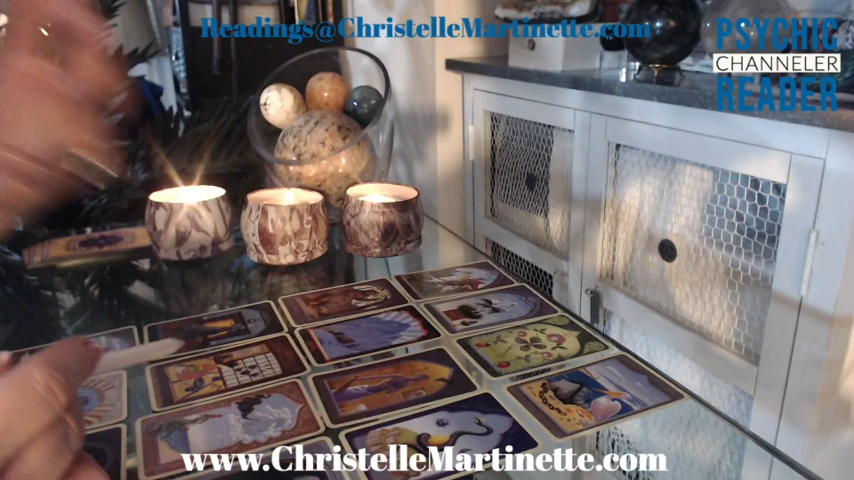 Readings@ChristelleMartinette.com
PSYCHIC
CHANNELER
READER
www.ChristelleMartinette.com